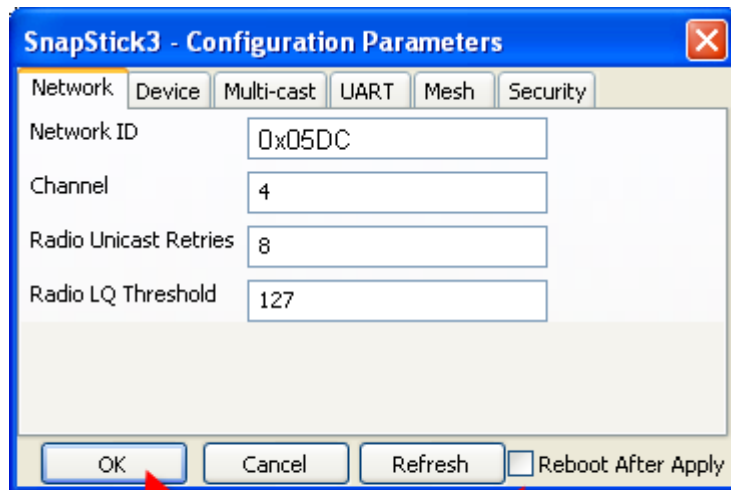 SnapStick3 - Configuration Parameters
Network Device Multi-cast UART Mesh Security
Network ID 0x05DC
Channel 4
Radio Unicast Retries 8
Radio LQ Threshold 127
OK Cancel Refresh Reboot After Apply